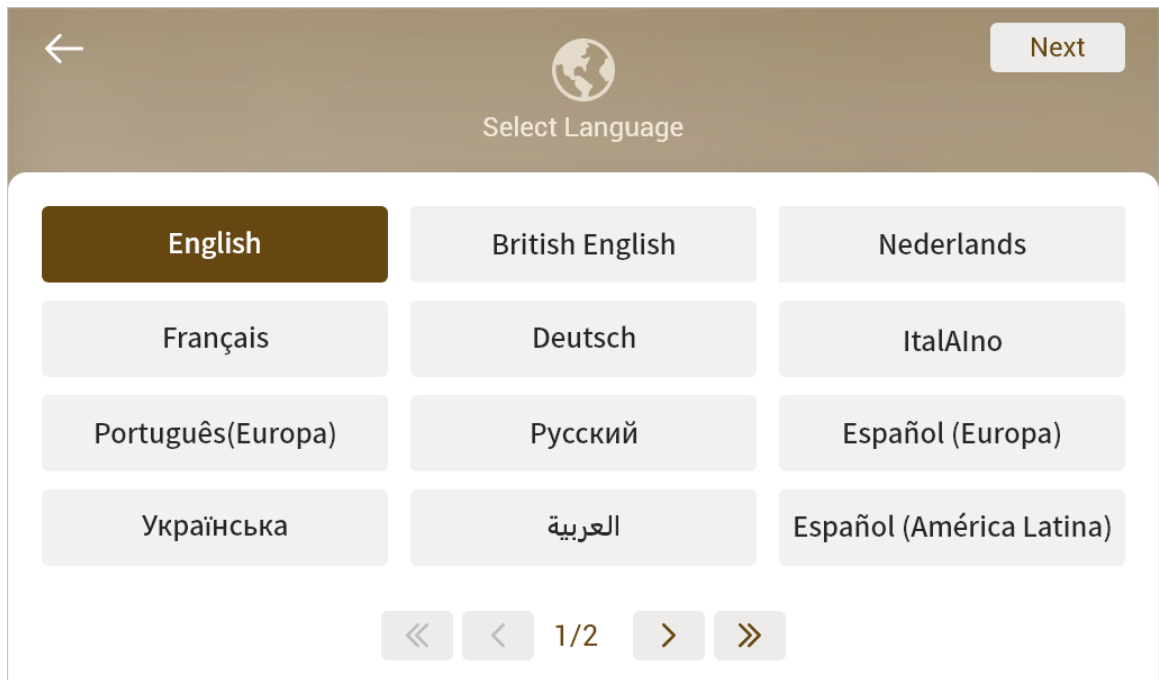 Next
Select Language
English
British English
Nederlands
Français
Deutsch
ItalAIno
Português(Europa)
Русский
Español (Europa)
Українська
العربية
Español (América Latina)
1/2